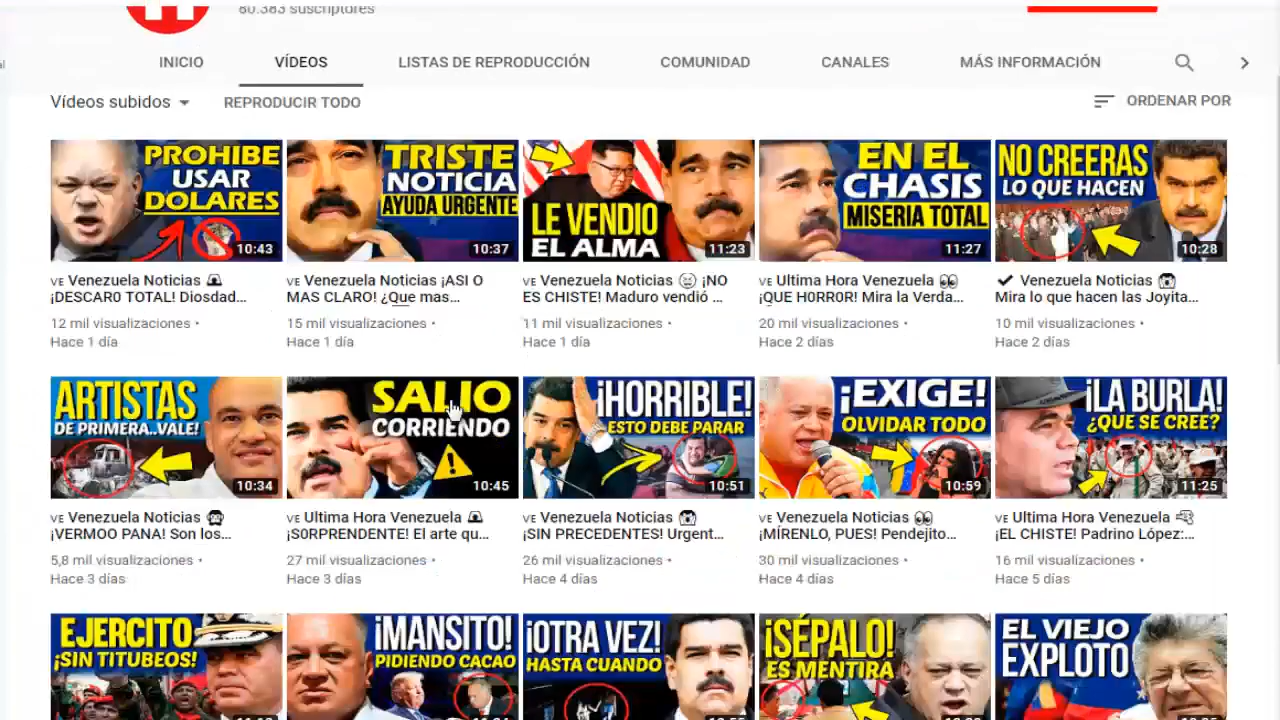 80.383 suscriptores
INICIO VÍDEOS LISTAS DE REPRODUCCIÓN COMUNIDAD CANALES MÁS INFORMACIÓN
Vídeos subidos REPRODUCIR TODO ORDENAR POR
PROHIBE
USAR
DOLARES
10:43
TRISTE
NOTICIA
AYUDA URGENTE
10:37
LE VENDIO
EL ALMA
11:23
EN EL
CHASIS
MISERIA TOTAL
11:27
NO CREERAS
LO QUE HACEN
10:28
VE Venezuela Noticias
¡DESCAR0 TOTAL! Diosdad...
12 mil visualizaciones •
Hace 1 día
VE Venezuela Noticias ¡ASI O
MAS CLARO! ¿Que mas...
15 mil visualizaciones •
Hace 1 día
VE Venezuela Noticias ¡NO
ES CHISTE! Maduro vendió ...
11 mil visualizaciones •
Hace 1 día
VE Ultima Hora Venezuela
¡QUE H0RR0R! Mira la Verda...
20 mil visualizaciones •
Hace 2 días
Venezuela Noticias
Mira lo que hacen las Joyita...
10 mil visualizaciones •
Hace 2 días
ARTISTAS
DE PRIMERA..VALE!
10:34
SALIO
CORRIENDO
10:45
¡HORRIBLE!
ESTO DEBE PARAR
10:51
¡EXIGE!
OLVIDAR TODO
10:59
¡LA BURLA!
¿QUE SE CREE?
11:25
VE Venezuela Noticias
¡VERMOO PANA! Son los...
5,8 mil visualizaciones •
Hace 3 días
VE Ultima Hora Venezuela
¡S0RPRENDENTE! El arte qu...
27 mil visualizaciones •
Hace 3 días
VE Venezuela Noticias
¡SIN PRECEDENTES! Urgent...
26 mil visualizaciones •
Hace 4 días
VE Venezuela Noticias
¡MÍRENLO, PUES! Pendejito...
30 mil visualizaciones •
Hace 4 días
VE Ultima Hora Venezuela
¡EL CHISTE! Padrino López:...
16 mil visualizaciones •
Hace 5 días
EJERCITO
¡SIN TITUBEOS!
¡MANSITO!
PIDIENDO CACAO
¡OTRA VEZ!
HASTA CUANDO
¡SÉPALO!
ES MENTIRA
EL VIEJO
EXPLOTO